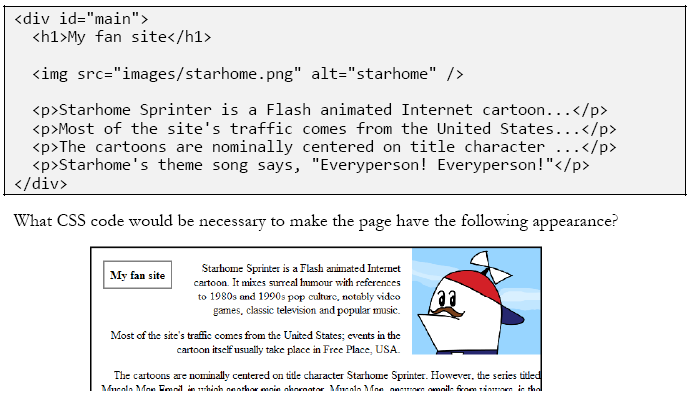 <div id="main">
<h1>My fan site</h1>
<img src="images/starhome.png" alt="starhome" />
<p>Starhome Sprinter is a Flash animated Internet cartoon...</p>
<p>Most of the site's traffic comes from the United States...</p>
<p>The cartoons are nominally centered on title character ...</p>
<p>Starhome's theme song says, "Everyperson! Everyperson!"</p>
</div>
What CSS code would be necessary to make the page have the following appearance?
My fan site
Starhome Sprinter is a Flash animated Internet
cartoon. It mixes surreal humour with references
to 1980s and 1990s pop culture, notably video
games, classic television and popular music.
Most of the site's traffic comes from the United States; events in the
cartoon itself usually take place in Free Place, USA.
The cartoons are nominally centered on title character Starhome Sprinter. However, the series titled